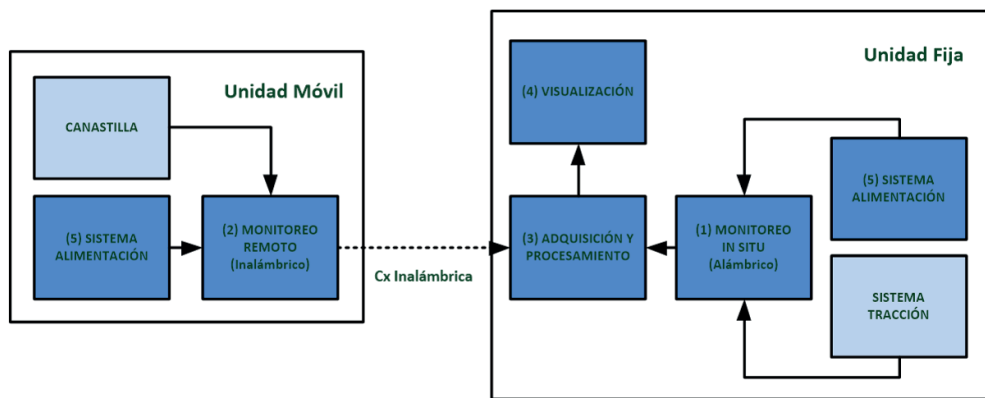 Unidad Móvil
CANASTILLA
(5) SISTEMA
ALIMENTACIÓN
(2) MONITOREO
REMOTO
(Inalámbrico)
Cx Inalámbrica
Unidad Fija
(4) VISUALIZACIÓN
(3) ADQUISICIÓN Y
PROCESAMIENTO
(1) MONITOREO
IN SITU
(Alámbrico)
(5) SISTEMA
ALIMENTACIÓN
SISTEMA
TRACCIÓN